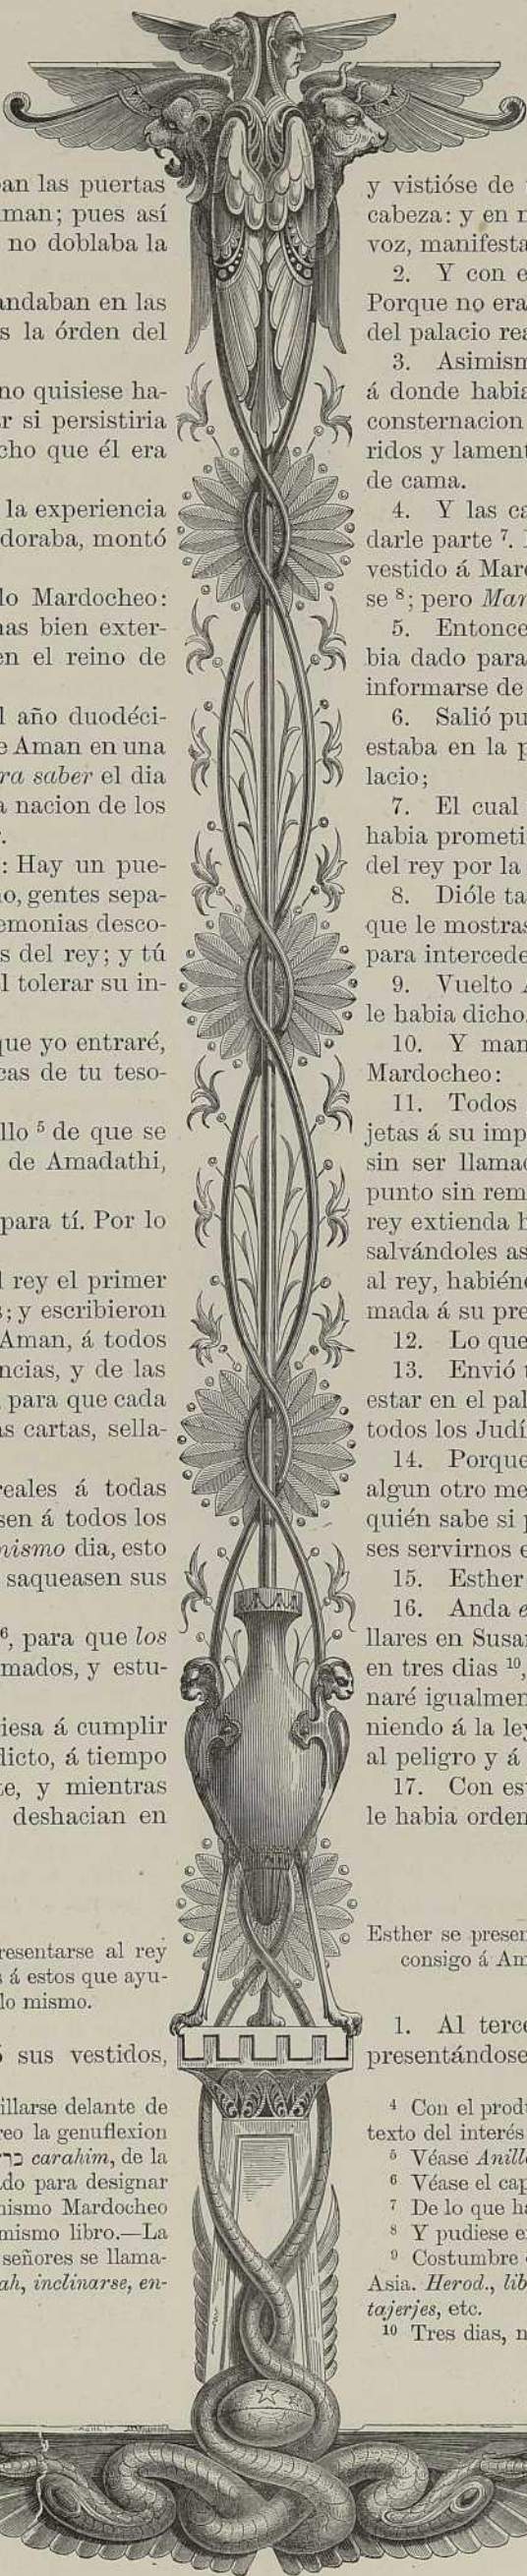 an las puertas
man; pues así
no doblaba la
andaban en las
s la órden del
no quisiese ha-
r si persistiria
cho que él era
la experiencia
doraba, montó
lo Mardocheo:
nas bien exter-
en el reino de
l año duodéci-
e Aman en una
ra saber el dia
a nacion de los
r.
: Hay un pue-
no, gentes sepa-
emonias desco-
s del rey; y tú
l tolerar su in-
que yo entraré,
cas de tu teso-
llo ⁵ de que se
de Amadathi,
para tí. Por lo
l rey el primer
s; y escribieron
Aman, á todos
ncias, y de las
para que cada
as cartas, sella-
reales á todas
sen á todos los
mismo dia, esto
saqueasen sus
⁶, para que los
mados, y estu-
iesa á cumplir
dicto, á tiempo
te, y mientras
deshacian en
resentarse al rey
s á estos que ayu-
lo mismo.
ó sus vestidos,
illarse delante de
reo la genuflexion
carahim, de la
do para designar
mismo Mardocheo
mismo libro.—La
señores se llama-
ah, inclinarse, en-
y vistióse de
cabeza: y en
voz, manifesta
2. Y con e
Porque no era
del palacio rea
3. Asimism
á donde habia
consternacion
ridos y lament
de cama.
4. Y las ca
darle parte ⁷.
vestido á Mar
se ⁸; pero Mar
5. Entonce
bia dado para
informarse de
6. Salió pu
estaba en la p
lacio;
7. El cual
habia prometi
del rey por la
8. Dióle ta
que le mostras
para intercede
9. Vuelto A
le habia dicho.
10. Y man
Mardocheo:
11. Todos
jetas á su imp
sin ser llamad
punto sin rem
rey extienda h
salvándoles as
al rey, habiéne
mada á su pre
12. Lo que
13. Envió
estar en el pal
todos los Judí
14. Porque
algun otro me
quién sabe si p
ses servirnos e
15. Esther
16. Anda e
llares en Susan
en tres dias ¹⁰,
naré igualmen
niendo á la ley
al peligro y á
17. Con est
le habia orden
Esther se presen
consigo á An
1. Al terce
presentándose
⁴ Con el produ
texto del interés
⁵ Véase Anillo
⁶ Véase el cap
⁷ De lo que ha
⁸ Y pudiese e
⁹ Costumbre
Asia. Herod., lib
tajerjes, etc.
¹⁰ Tres dias, n